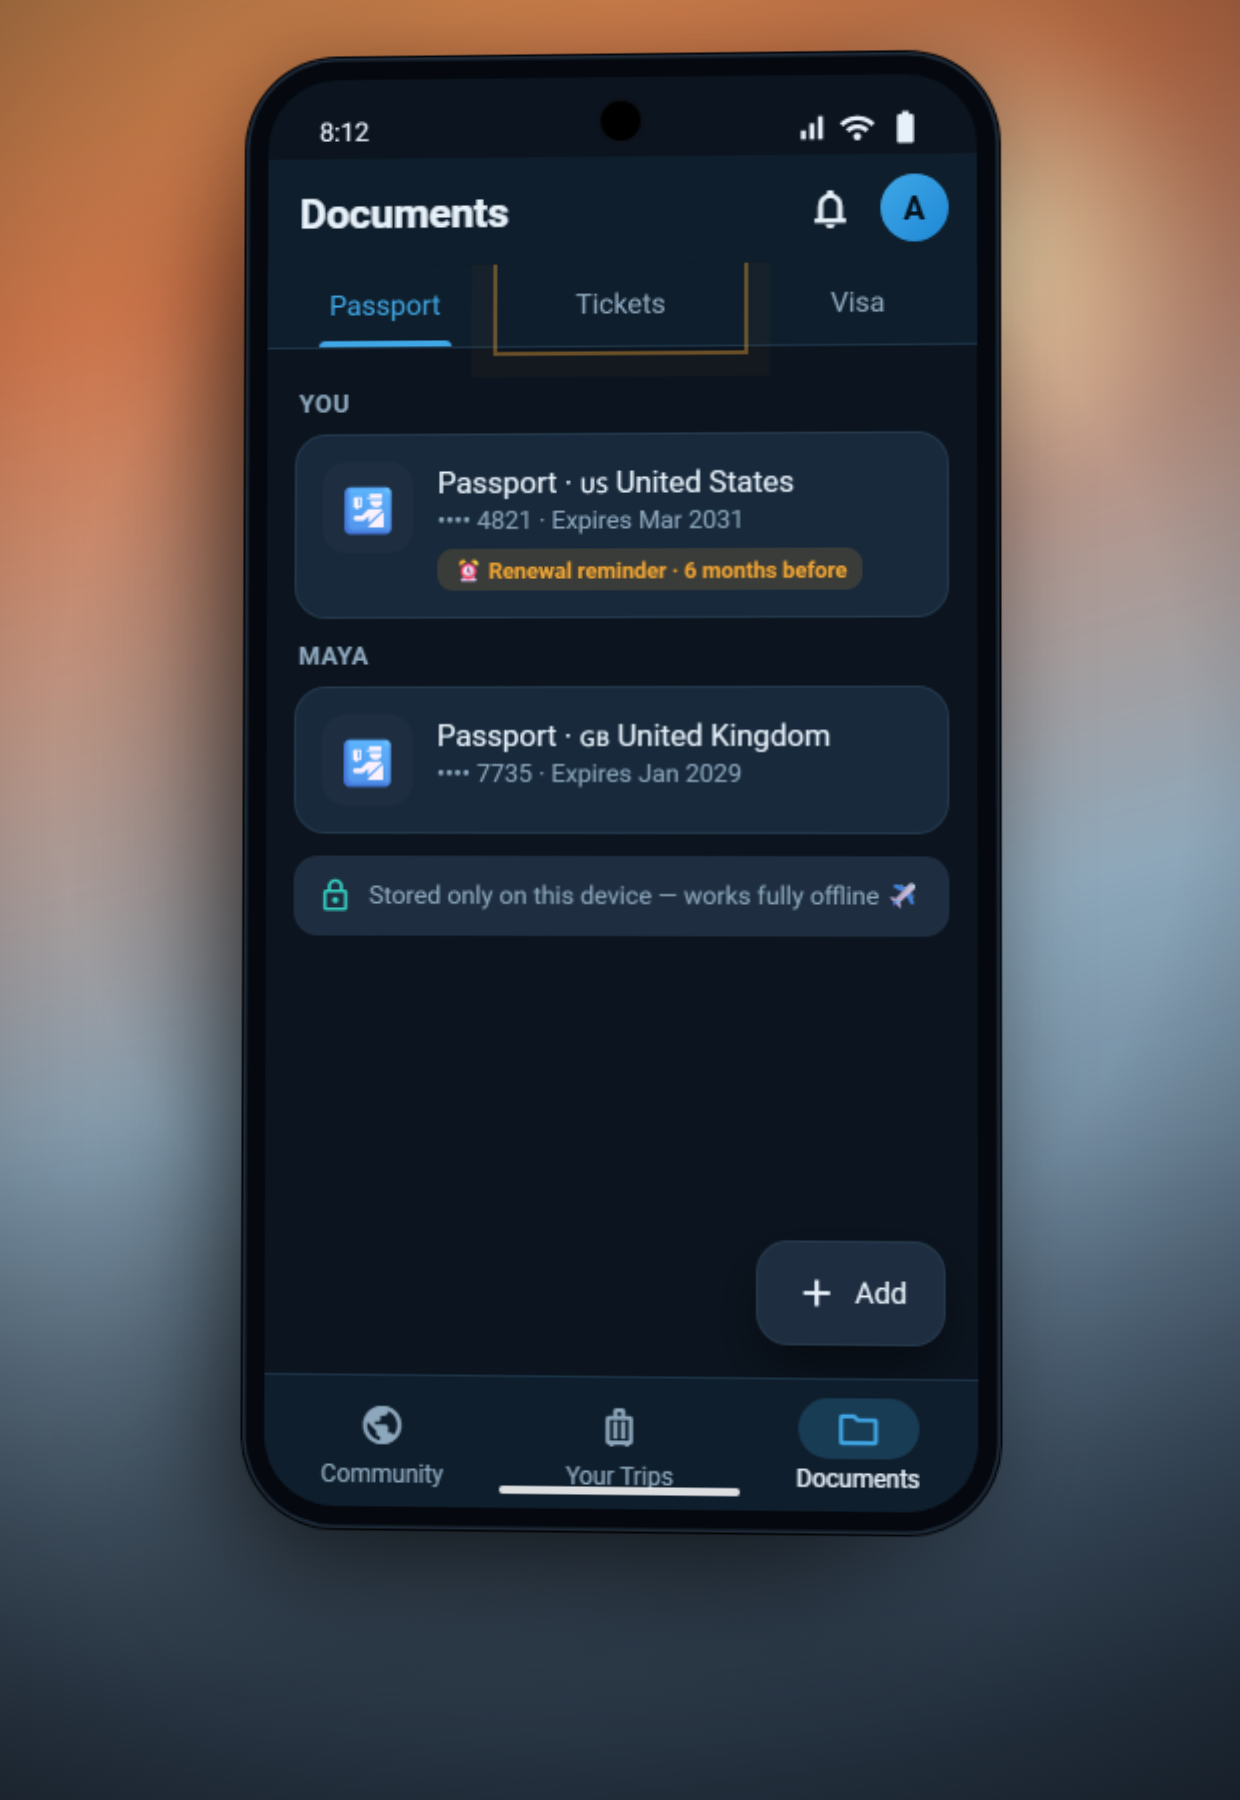 8:12
Documents
A
Passport Tickets Visa
YOU
Passport · US United States
•••• 4821 · Expires Mar 2031
Renewal reminder · 6 months before
MAYA
Passport · GB United Kingdom
•••• 7735 · Expires Jan 2029
Stored only on this device — works fully offline
+ Add
Community Your Trips Documents